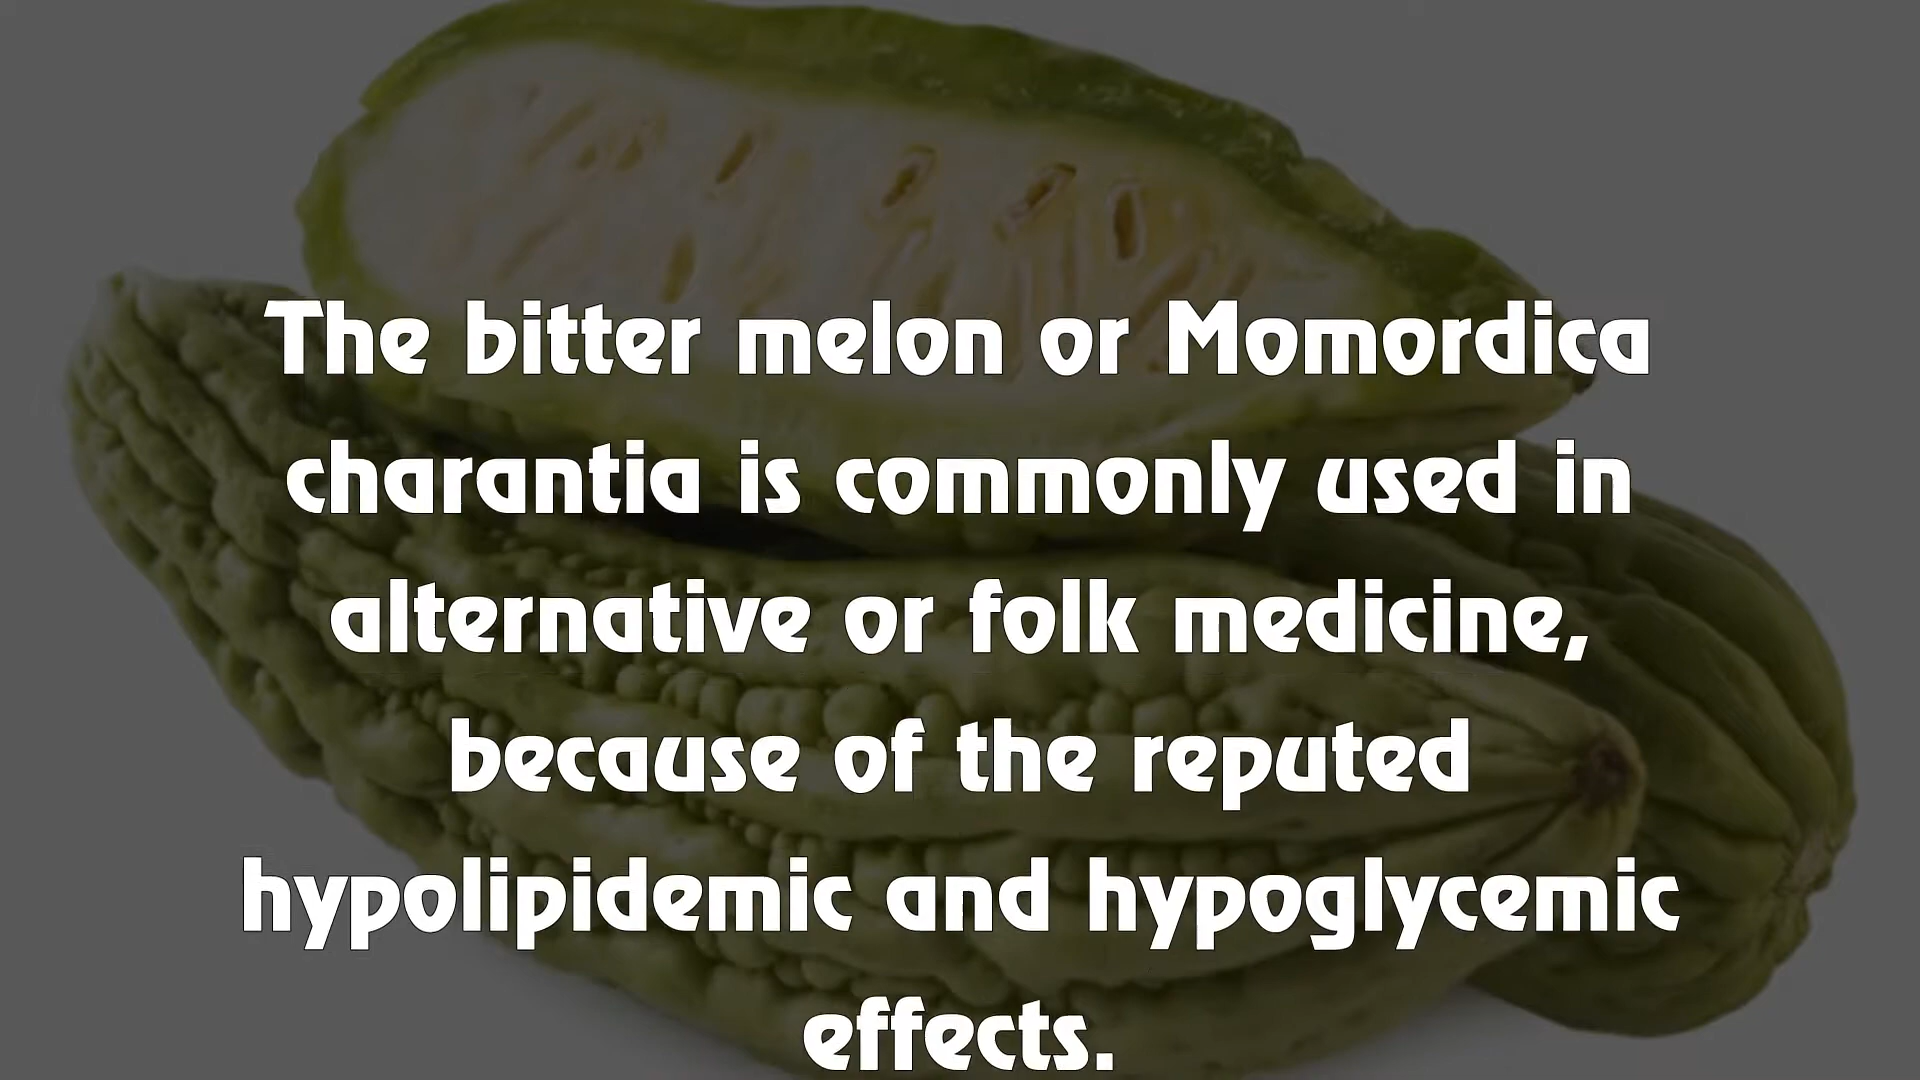 The bitter melon or Momordica
charantia is commonly used in
alternative or folk medicine,
because of the reputed
hypolipidemic and hypoglycemic
effects.